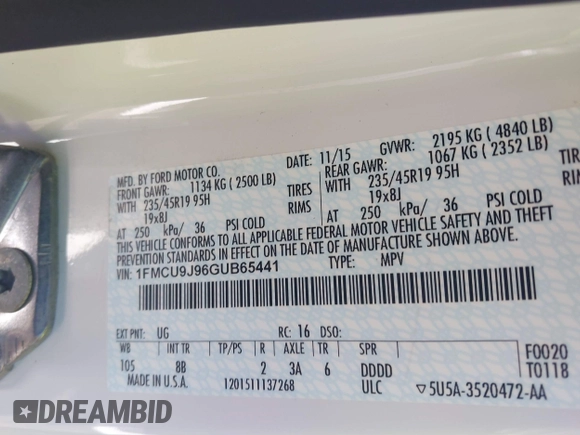 MFD. BY FORD MOTOR CO.
DATE: 11/15 GVWR: 2195 KG ( 4840 LB)
FRONT GAWR: 1134 KG ( 2500 LB) REAR GAWR: 1067 KG ( 2352 LB)
WITH 235/45R19 95H TIRES WITH 235/45R19 95H TIRE
19x8J RIMS 19x8J RIMS
AT 250 kPa/ 36 PSI COLD AT 250 kPa/ 36 PSI COLD
THIS VEHICLE CONFORMS TO ALL APPLICABLE FEDERAL MOTOR VEHICLE SAFETY AND THEFT
PREVENTION STANDARDS IN EFFECT ON THE DATE OF MANUFACTURE SHOWN ABOVE.
VIN: 1FMCU9J96GUB65441 TYPE: MPV
EXT PNT: UG RC: 16 DSO:
WB INT TR TP/PS R AXLE TR SPR F0020
105 8B 2 3A 6 DDDD T0118
MADE IN U.S.A. 1201511137268 ULC ▽5U5A-3520472-AA
DREAMBID